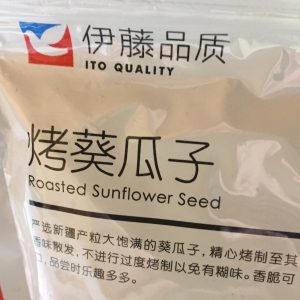 伊藤品质
ITO QUALITY
烤葵瓜子
Roasted Sunflower Seed
严选新疆产粒大饱满的葵瓜子，精心烤制至其
香味散发，不进行过度烤制以免有糊味。香脆可
口，品尝时乐趣多多。